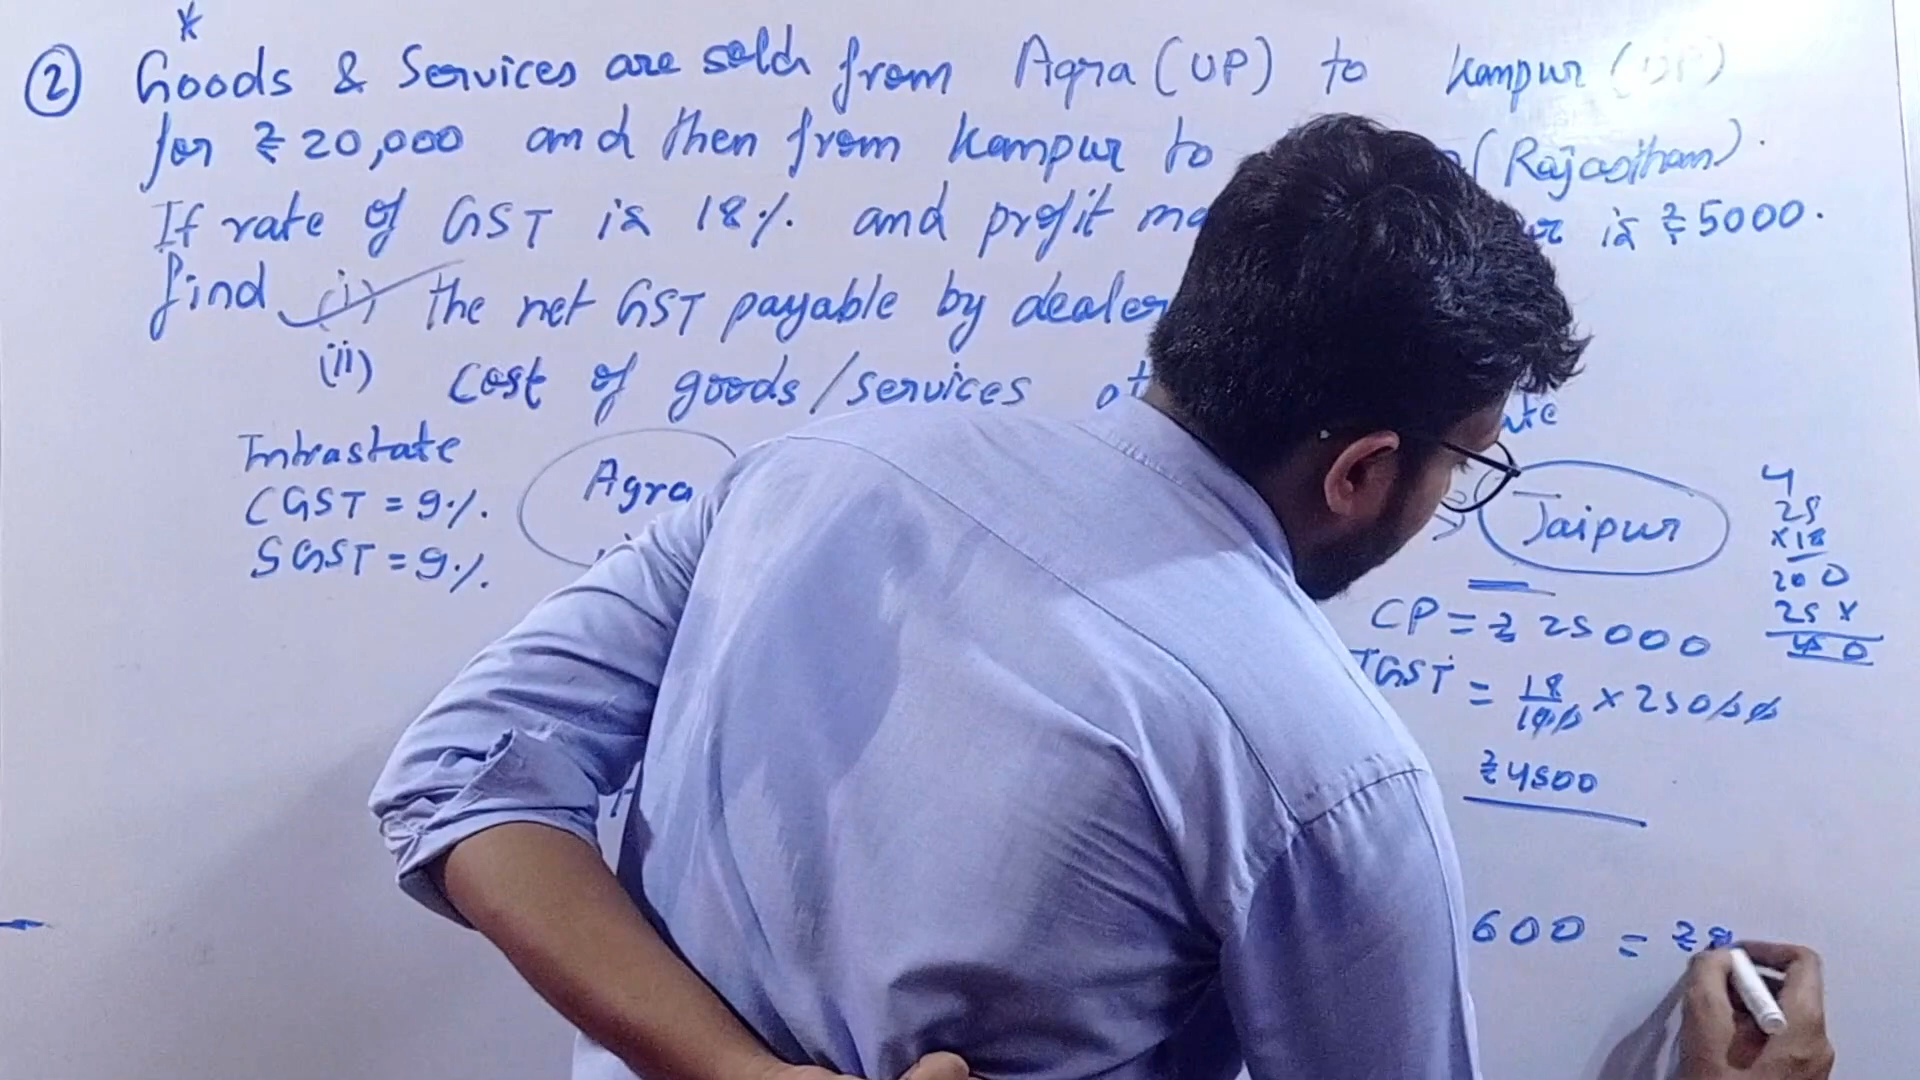 *
② Goods & Services are sold from Agra (UP) to Kanpur (UP)
for ₹20,000 and then from Kanpur to (Rajasthan).
If rate of GST is 18%. and profit is ₹5000.
find (i) the net GST payable by dealer
(ii) Cost of goods/services
Intrastate
CGST = 9%.
SGST = 9%.
Agra
⇒ Jaipur
CP = ₹25000
IGST = 18/100 × 25000
₹4500
4
25
×18
200
25×
450
600 = ₹